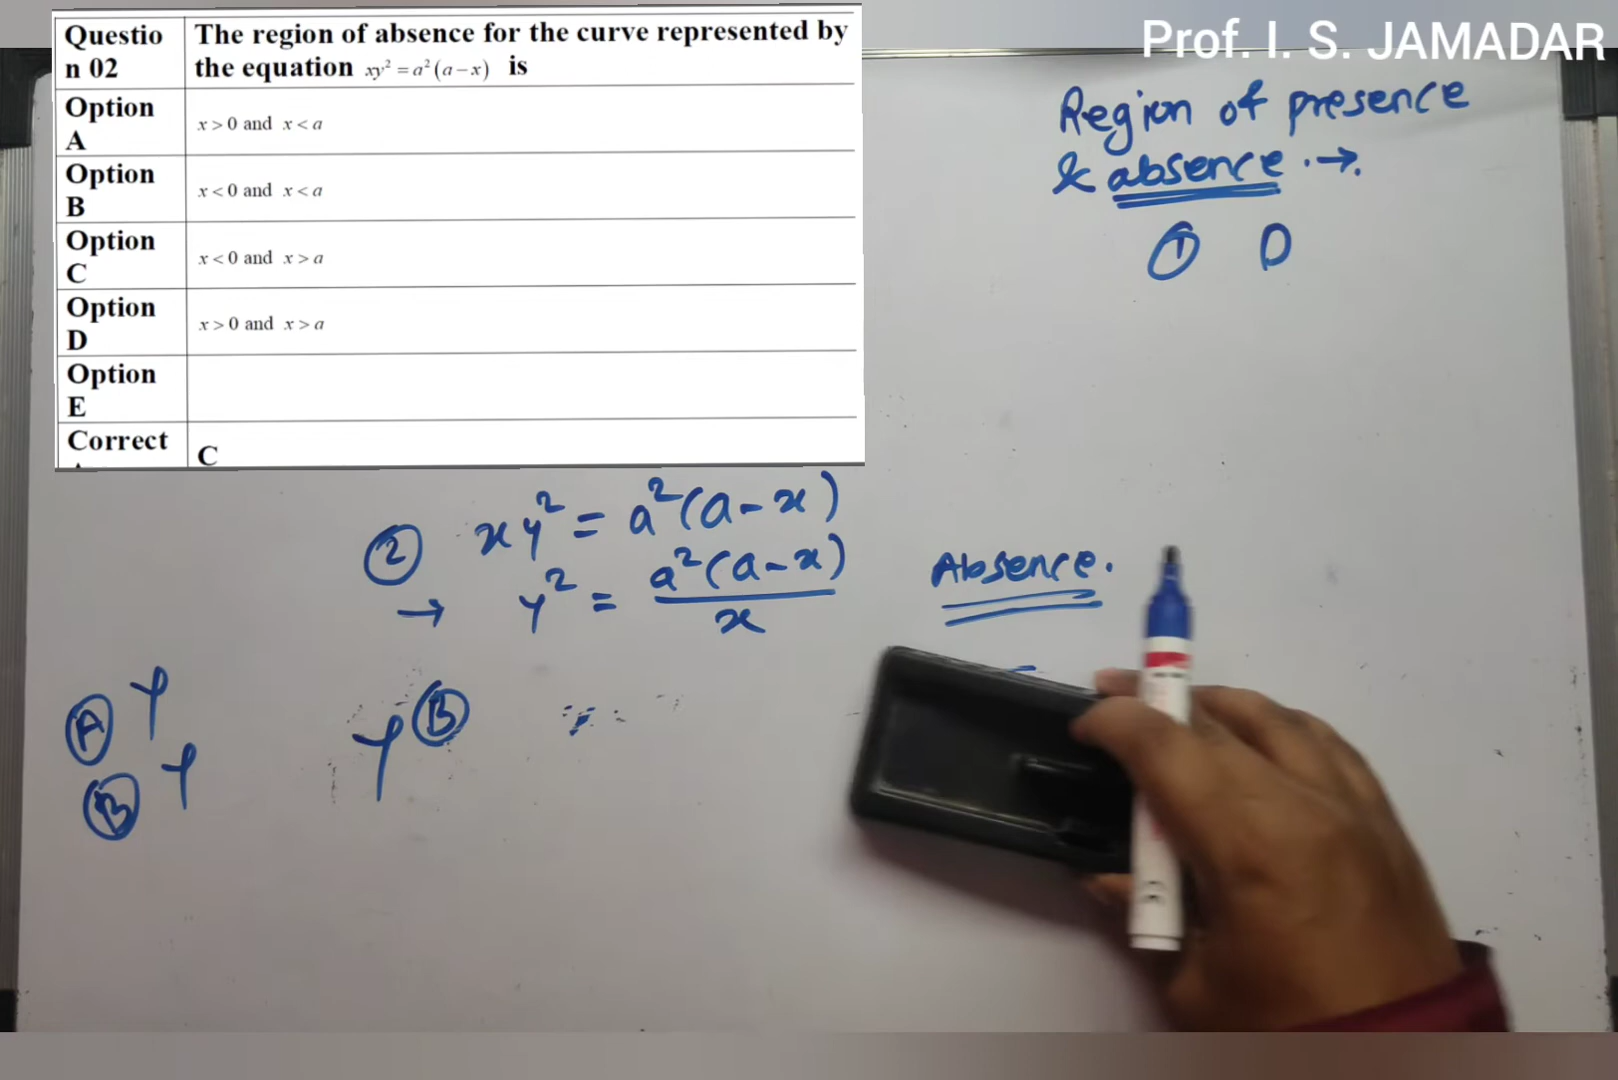 Prof. I. S. JAMADAR
Questio
n 02
The region of absence for the curve represented by
the equation xy² = a²(a−x) is
Option
A
x > 0 and x < a
Option
B
x < 0 and x < a
Option
C
x < 0 and x > a
Option
D
x > 0 and x > a
Option
E
Correct
C
Region of presence
& absence. →.
① D
② xy² = a²(a-x)
→ y² = a²(a-x)
x
Absence.
Ⓐ Y
Ⓑ Y
Y Ⓑ